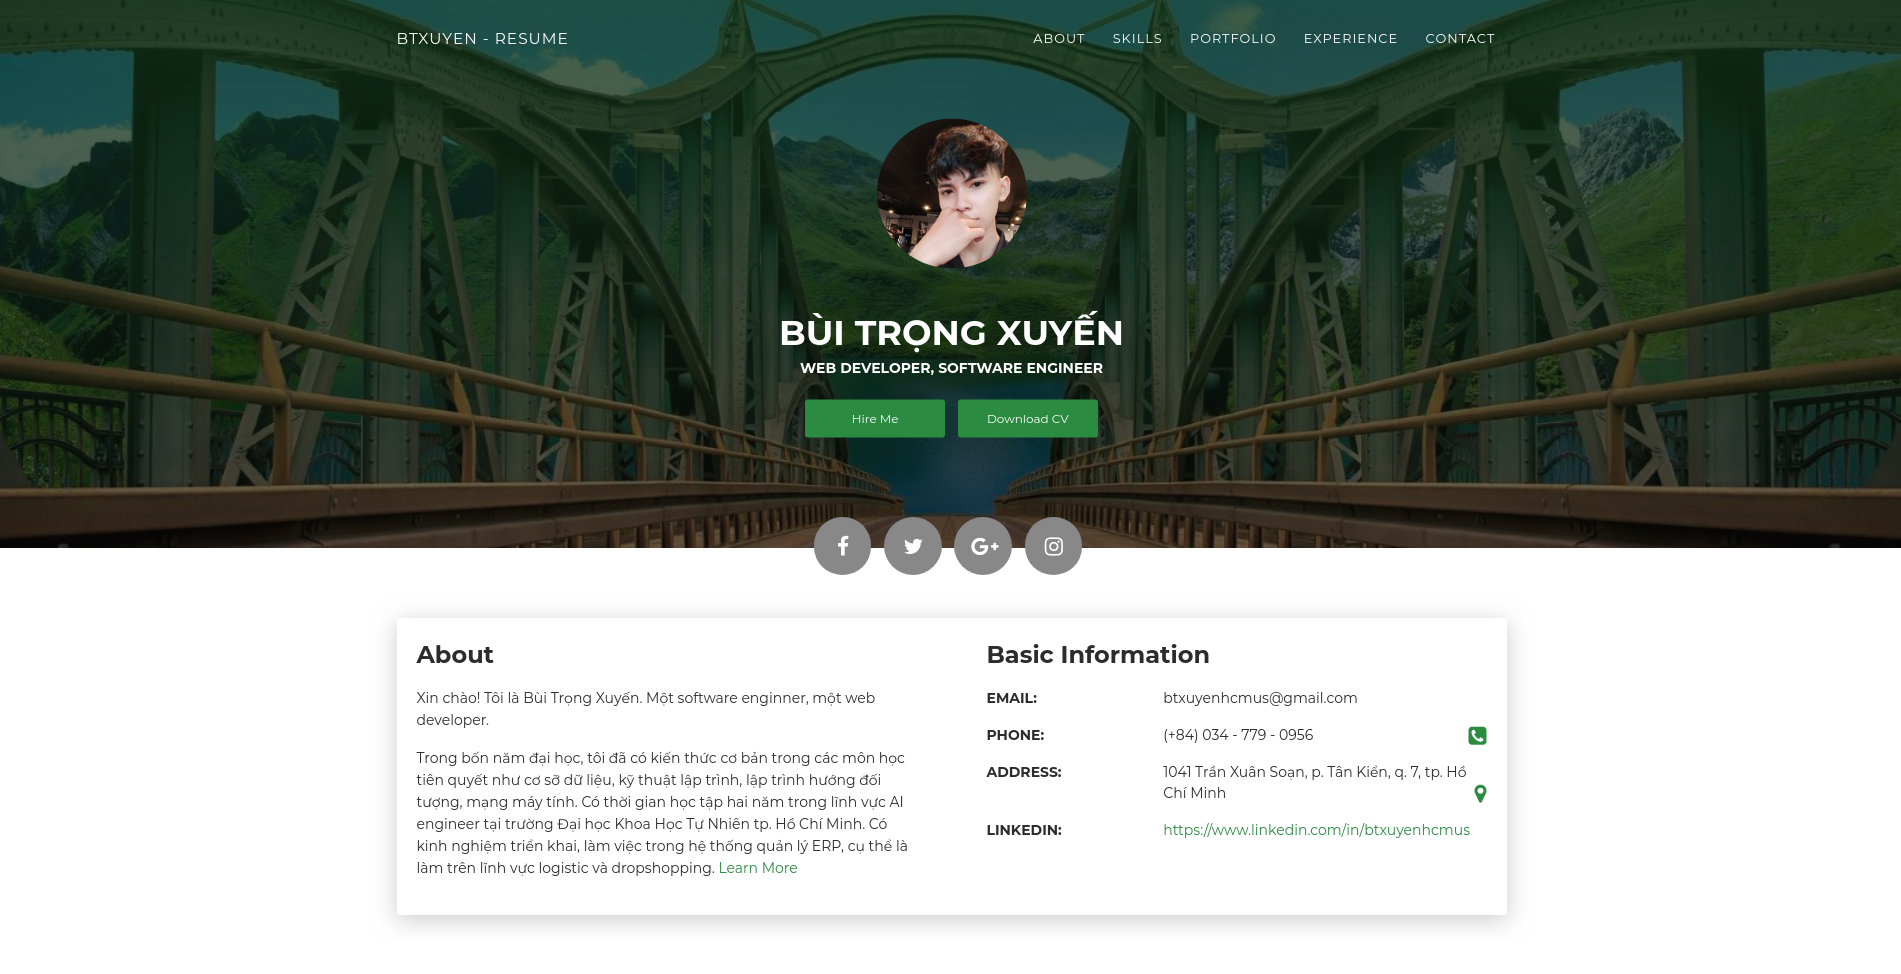 BTXUYEN - RESUME
ABOUT SKILLS PORTFOLIO EXPERIENCE CONTACT
BÙI TRỌNG XUYẾN
WEB DEVELOPER, SOFTWARE ENGINEER
Hire Me
Download CV
About
Xin chào! Tôi là Bùi Trọng Xuyến. Một software enginner, một web
developer.
Trong bốn năm đại học, tôi đã có kiến thức cơ bản trong các môn học
tiên quyết như cơ sỡ dữ liệu, kỹ thuật lập trình, lập trình hướng đối
tượng, mạng máy tính. Có thời gian học tập hai năm trong lĩnh vực AI
engineer tại trường Đại học Khoa Học Tự Nhiên tp. Hồ Chí Minh. Có
kinh nghiệm triển khai, làm việc trong hệ thống quản lý ERP, cụ thể là
làm trên lĩnh vực logistic và dropshopping. Learn More
Basic Information
EMAIL: btxuyenhcmus@gmail.com
PHONE: (+84) 034 - 779 - 0956
ADDRESS: 1041 Trần Xuân Soạn, p. Tân Kiển, q. 7, tp. Hồ
Chí Minh
LINKEDIN: https://www.linkedin.com/in/btxuyenhcmus